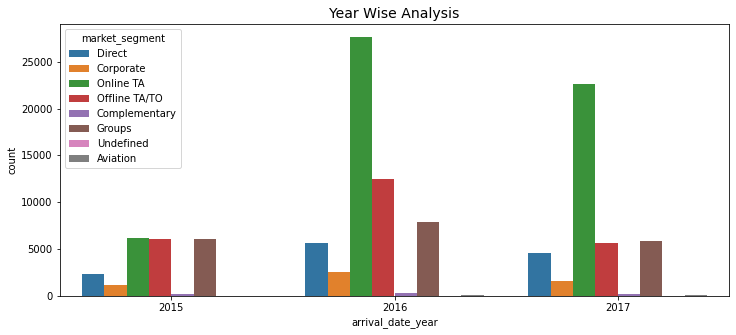 Year Wise Analysis
market_segment
Direct
Corporate
Online TA
Offline TA/TO
Complementary
Groups
Undefined
Aviation
count
25000
20000
15000
10000
5000
0
2015
2016
2017
arrival_date_year